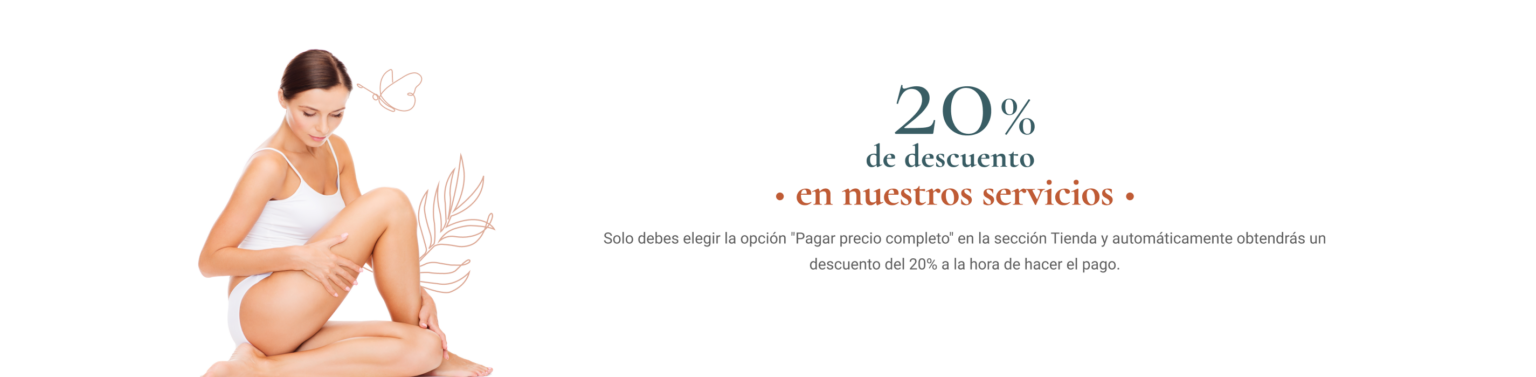 20%
de descuento
• en nuestros servicios •
Solo debes elegir la opción "Pagar precio completo" en la sección Tienda y automáticamente obtendrás un
descuento del 20% a la hora de hacer el pago.